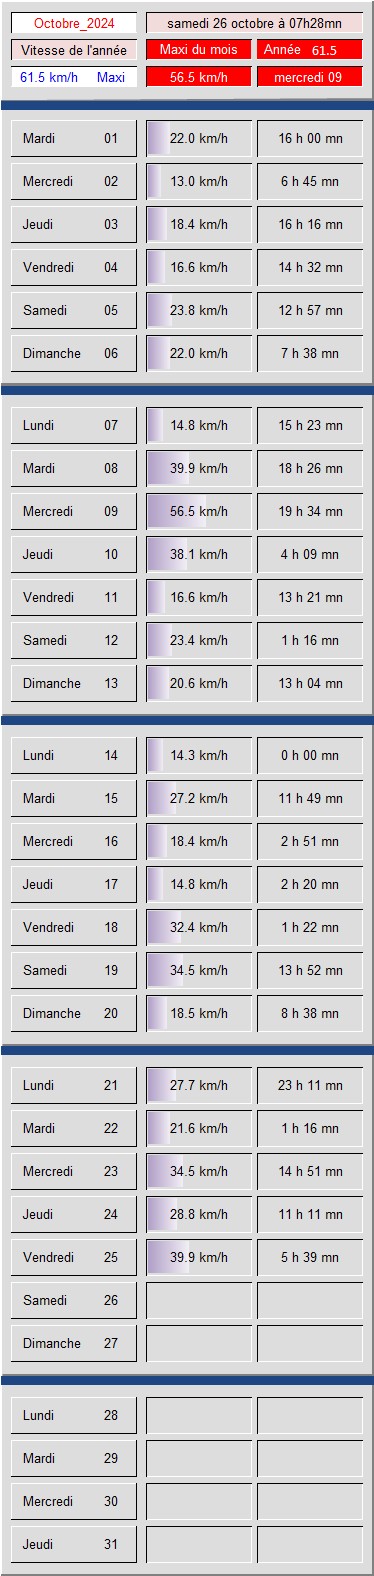 Octobre_2024 samedi 26 octobre à 07h28mn
Vitesse de l'année Maxi du mois Année 61.5
61.5 km/h Maxi 56.5 km/h mercredi 09
Mardi 01 22.0 km/h 16 h 00 mn
Mercredi 02 13.0 km/h 6 h 45 mn
Jeudi 03 18.4 km/h 16 h 16 mn
Vendredi 04 16.6 km/h 14 h 32 mn
Samedi 05 23.8 km/h 12 h 57 mn
Dimanche 06 22.0 km/h 7 h 38 mn
Lundi 07 14.8 km/h 15 h 23 mn
Mardi 08 39.9 km/h 18 h 26 mn
Mercredi 09 56.5 km/h 19 h 34 mn
Jeudi 10 38.1 km/h 4 h 09 mn
Vendredi 11 16.6 km/h 13 h 21 mn
Samedi 12 23.4 km/h 1 h 16 mn
Dimanche 13 20.6 km/h 13 h 04 mn
Lundi 14 14.3 km/h 0 h 00 mn
Mardi 15 27.2 km/h 11 h 49 mn
Mercredi 16 18.4 km/h 2 h 51 mn
Jeudi 17 14.8 km/h 2 h 20 mn
Vendredi 18 32.4 km/h 1 h 22 mn
Samedi 19 34.5 km/h 13 h 52 mn
Dimanche 20 18.5 km/h 8 h 38 mn
Lundi 21 27.7 km/h 23 h 11 mn
Mardi 22 21.6 km/h 1 h 16 mn
Mercredi 23 34.5 km/h 14 h 51 mn
Jeudi 24 28.8 km/h 11 h 11 mn
Vendredi 25 39.9 km/h 5 h 39 mn
Samedi 26
Dimanche 27
Lundi 28
Mardi 29
Mercredi 30
Jeudi 31